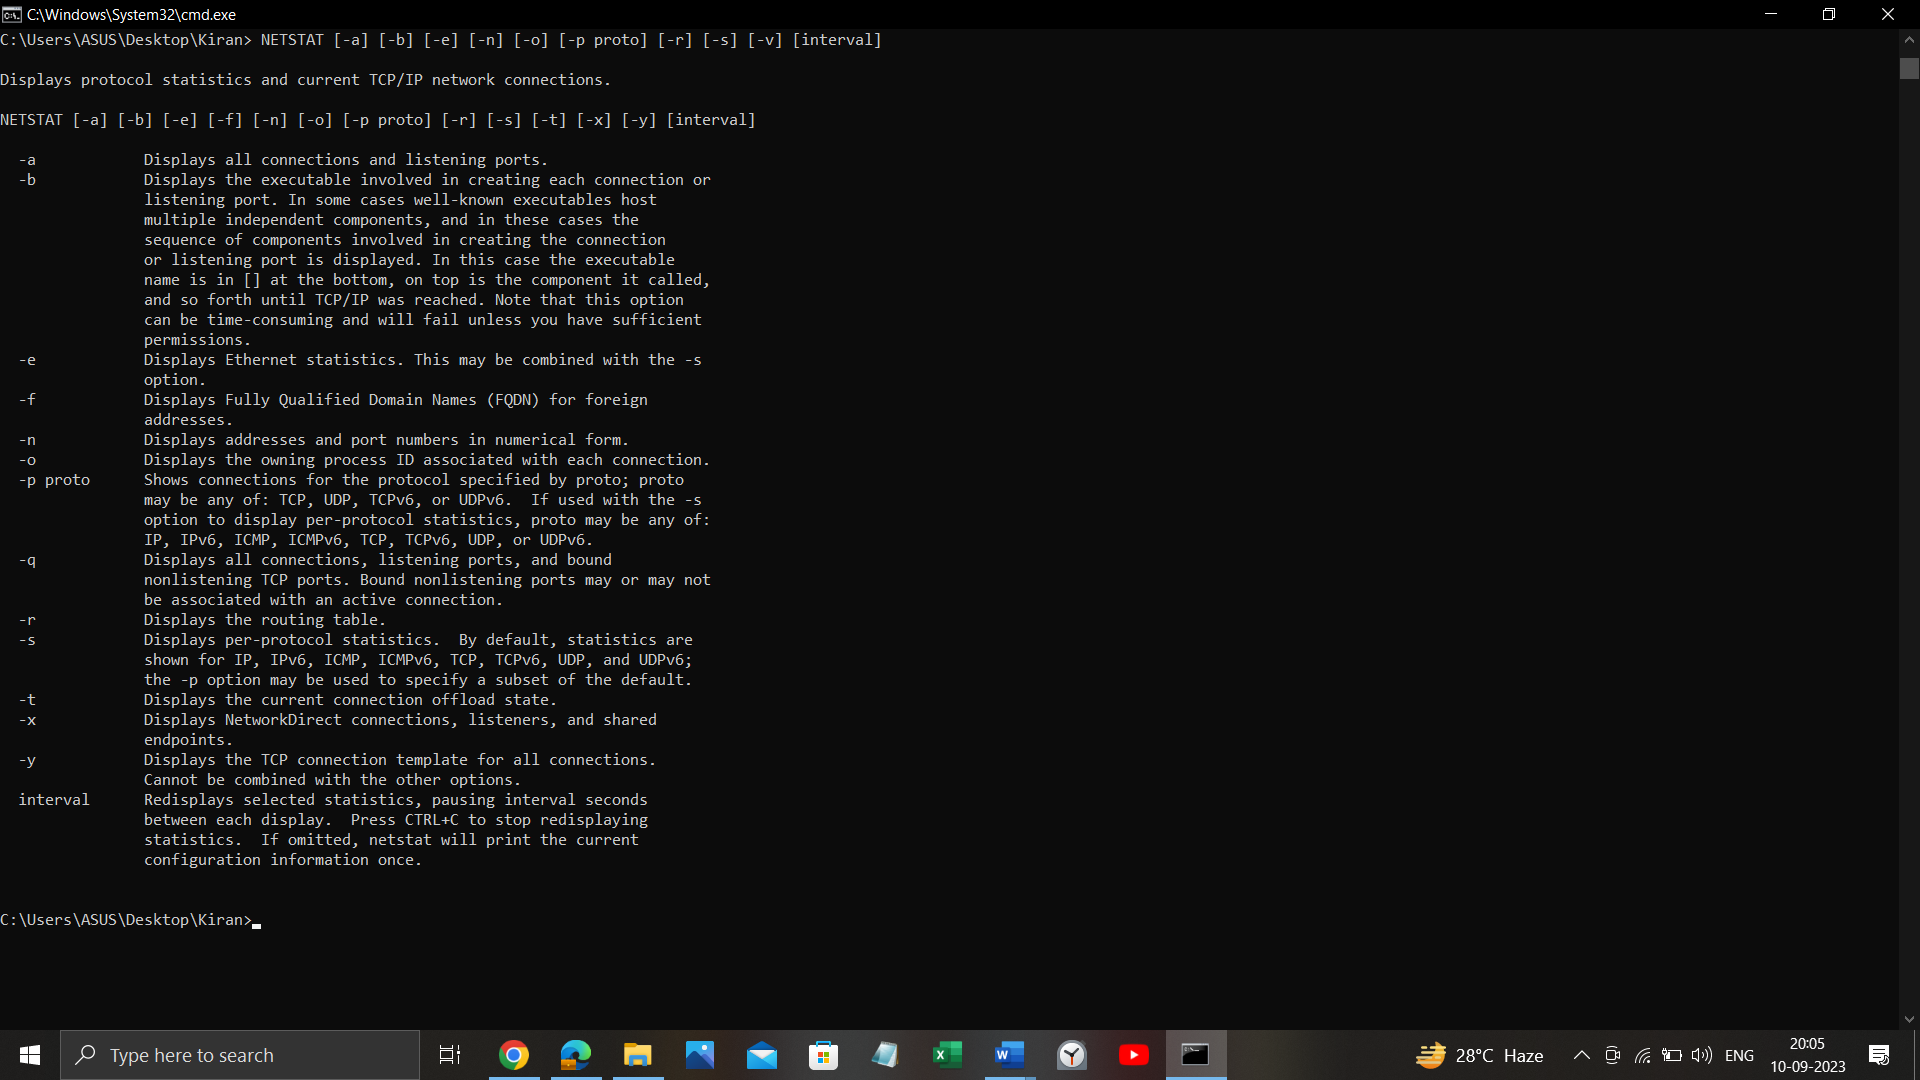 C:\Windows\System32\cmd.exe
C:\Users\ASUS\Desktop\Kiran> NETSTAT [-a] [-b] [-e] [-n] [-o] [-p proto] [-r] [-s] [-v] [interval]
Displays protocol statistics and current TCP/IP network connections.
NETSTAT [-a] [-b] [-e] [-f] [-n] [-o] [-p proto] [-r] [-s] [-t] [-x] [-y] [interval]
-a Displays all connections and listening ports.
-b Displays the executable involved in creating each connection or
listening port. In some cases well-known executables host
multiple independent components, and in these cases the
sequence of components involved in creating the connection
or listening port is displayed. In this case the executable
name is in [] at the bottom, on top is the component it called,
and so forth until TCP/IP was reached. Note that this option
can be time-consuming and will fail unless you have sufficient
permissions.
-e Displays Ethernet statistics. This may be combined with the -s
option.
-f Displays Fully Qualified Domain Names (FQDN) for foreign
addresses.
-n Displays addresses and port numbers in numerical form.
-o Displays the owning process ID associated with each connection.
-p proto Shows connections for the protocol specified by proto; proto
may be any of: TCP, UDP, TCPv6, or UDPv6.  If used with the -s
option to display per-protocol statistics, proto may be any of:
IP, IPv6, ICMP, ICMPv6, TCP, TCPv6, UDP, or UDPv6.
-q Displays all connections, listening ports, and bound
nonlistening TCP ports. Bound nonlistening ports may or may not
be associated with an active connection.
-r Displays the routing table.
-s Displays per-protocol statistics.  By default, statistics are
shown for IP, IPv6, ICMP, ICMPv6, TCP, TCPv6, UDP, and UDPv6;
the -p option may be used to specify a subset of the default.
-t Displays the current connection offload state.
-x Displays NetworkDirect connections, listeners, and shared
endpoints.
-y Displays the TCP connection template for all connections.
Cannot be combined with the other options.
interval Redisplays selected statistics, pausing interval seconds
between each display.  Press CTRL+C to stop redisplaying
statistics.  If omitted, netstat will print the current
configuration information once.
C:\Users\ASUS\Desktop\Kiran>
Type here to search
28°C Haze
ENG
20:05
10-09-2023